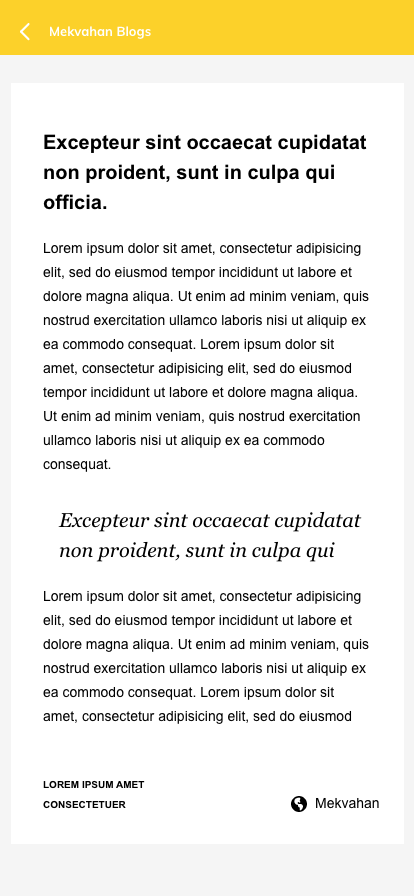 Mekvahan Blogs
Excepteur sint occaecat cupidatat
non proident, sunt in culpa qui
officia.
Lorem ipsum dolor sit amet, consectetur adipisicing
elit, sed do eiusmod tempor incididunt ut labore et
dolore magna aliqua. Ut enim ad minim veniam, quis
nostrud exercitation ullamco laboris nisi ut aliquip ex
ea commodo consequat. Lorem ipsum dolor sit
amet, consectetur adipisicing elit, sed do eiusmod
tempor incididunt ut labore et dolore magna aliqua.
Ut enim ad minim veniam, quis nostrud exercitation
ullamco laboris nisi ut aliquip ex ea commodo
consequat.
Excepteur sint occaecat cupidatat
non proident, sunt in culpa qui
Lorem ipsum dolor sit amet, consectetur adipisicing
elit, sed do eiusmod tempor incididunt ut labore et
dolore magna aliqua. Ut enim ad minim veniam, quis
nostrud exercitation ullamco laboris nisi ut aliquip ex
ea commodo consequat. Lorem ipsum dolor sit
amet, consectetur adipisicing elit, sed do eiusmod
LOREM IPSUM AMET
CONSECTETUER
Mekvahan